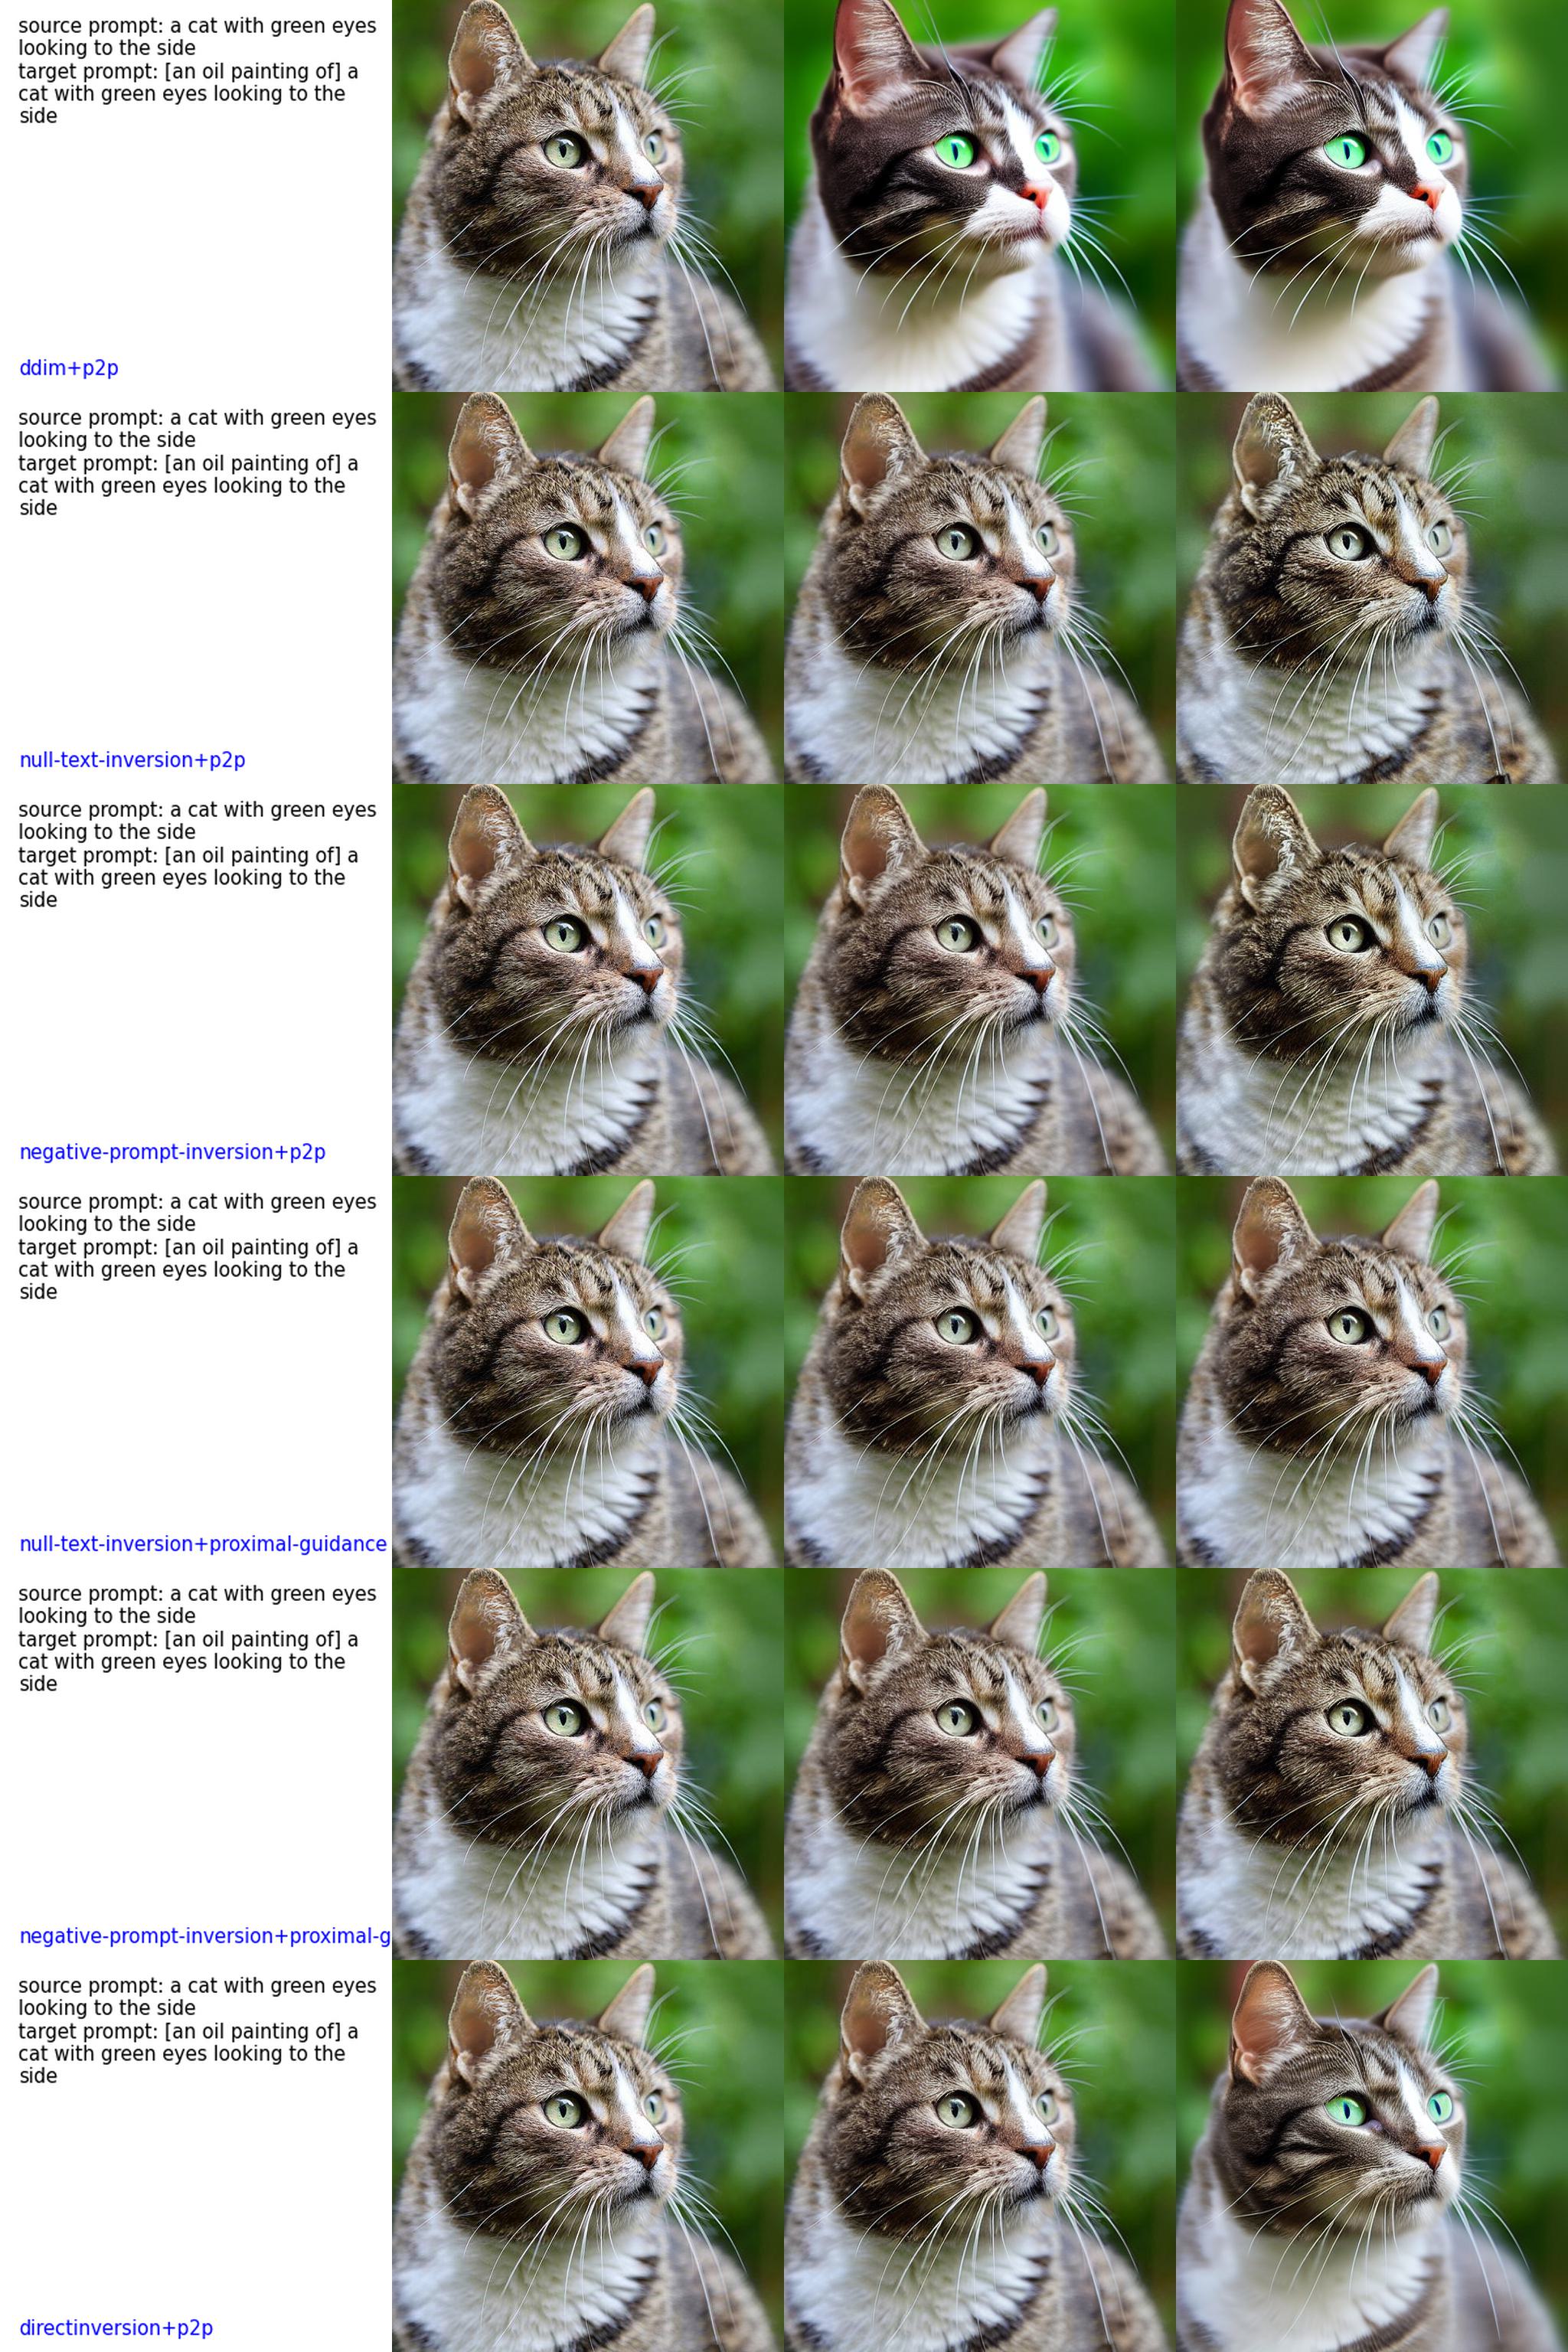 source prompt: a cat with green eyes
looking to the side
target prompt: [an oil painting of] a
cat with green eyes looking to the
side
ddim+p2p
source prompt: a cat with green eyes
looking to the side
target prompt: [an oil painting of] a
cat with green eyes looking to the
side
null-text-inversion+p2p
source prompt: a cat with green eyes
looking to the side
target prompt: [an oil painting of] a
cat with green eyes looking to the
side
negative-prompt-inversion+p2p
source prompt: a cat with green eyes
looking to the side
target prompt: [an oil painting of] a
cat with green eyes looking to the
side
null-text-inversion+proximal-guidance
source prompt: a cat with green eyes
looking to the side
target prompt: [an oil painting of] a
cat with green eyes looking to the
side
negative-prompt-inversion+proximal-g
source prompt: a cat with green eyes
looking to the side
target prompt: [an oil painting of] a
cat with green eyes looking to the
side
directinversion+p2p